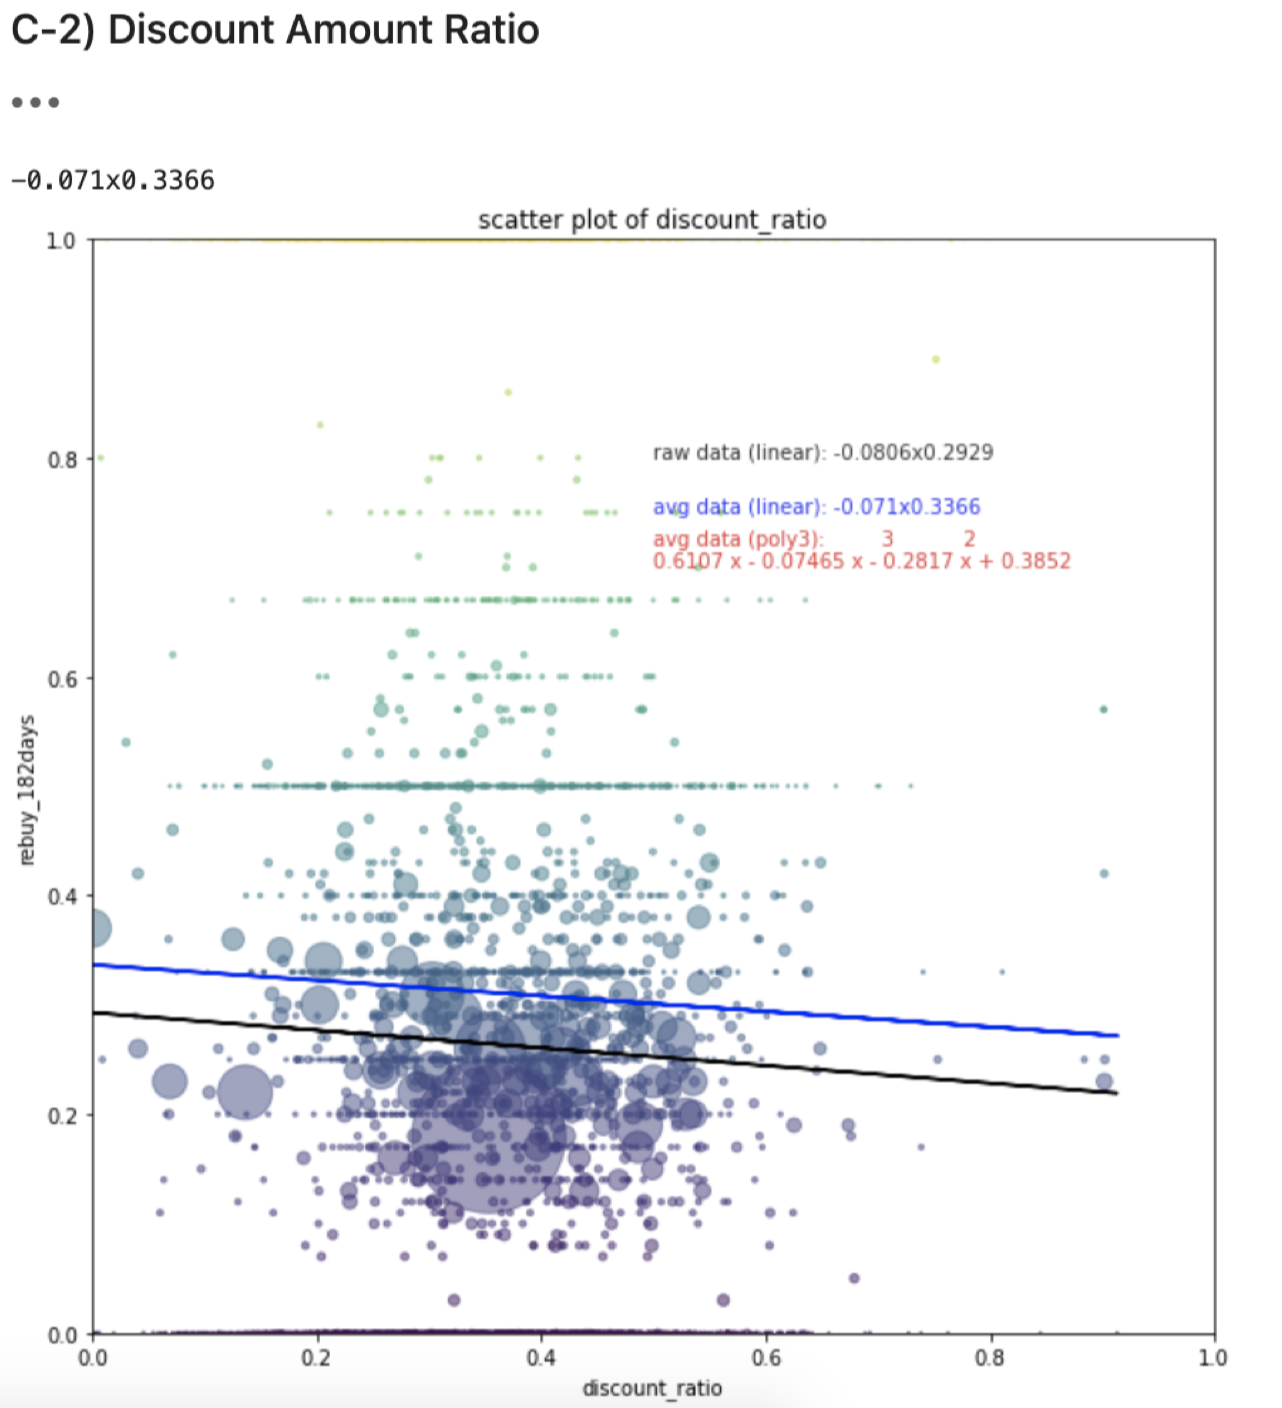 C-2) Discount Amount Ratio
−0.071x0.3366
scatter plot of discount_ratio
1.0
0.8
0.6
0.4
0.2
0.0
rebuy_182days
raw data (linear): -0.0806x0.2929
avg data (linear): -0.071x0.3366
avg data (poly3): 3 2
0.6107 x - 0.07465 x - 0.2817 x + 0.3852
0.0 0.2 0.4 0.6 0.8 1.0
discount_ratio